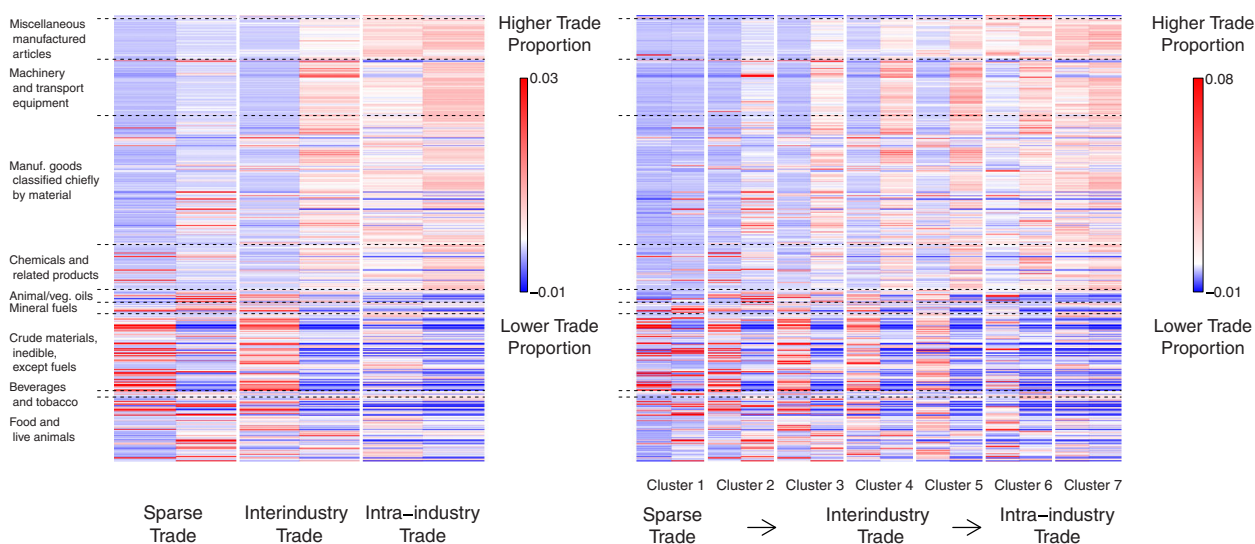 Miscellaneous
manufactured
articles
Machinery
and transport
equipment
Manuf. goods
classified chiefly
by material
Chemicals and
related products
Animal/veg. oils
Mineral fuels
Crude materials,
inedible,
except fuels
Beverages
and tobacco
Food and
live animals
Higher Trade
Proportion
0.03
−0.01
Lower Trade
Proportion
Sparse
Trade
Interindustry
Trade
Intra−industry
Trade
Higher Trade
Proportion
0.08
−0.01
Lower Trade
Proportion
Cluster 1 Cluster 2 Cluster 3 Cluster 4 Cluster 5 Cluster 6 Cluster 7
Sparse
Trade
→
Interindustry
Trade
→
Intra−industry
Trade